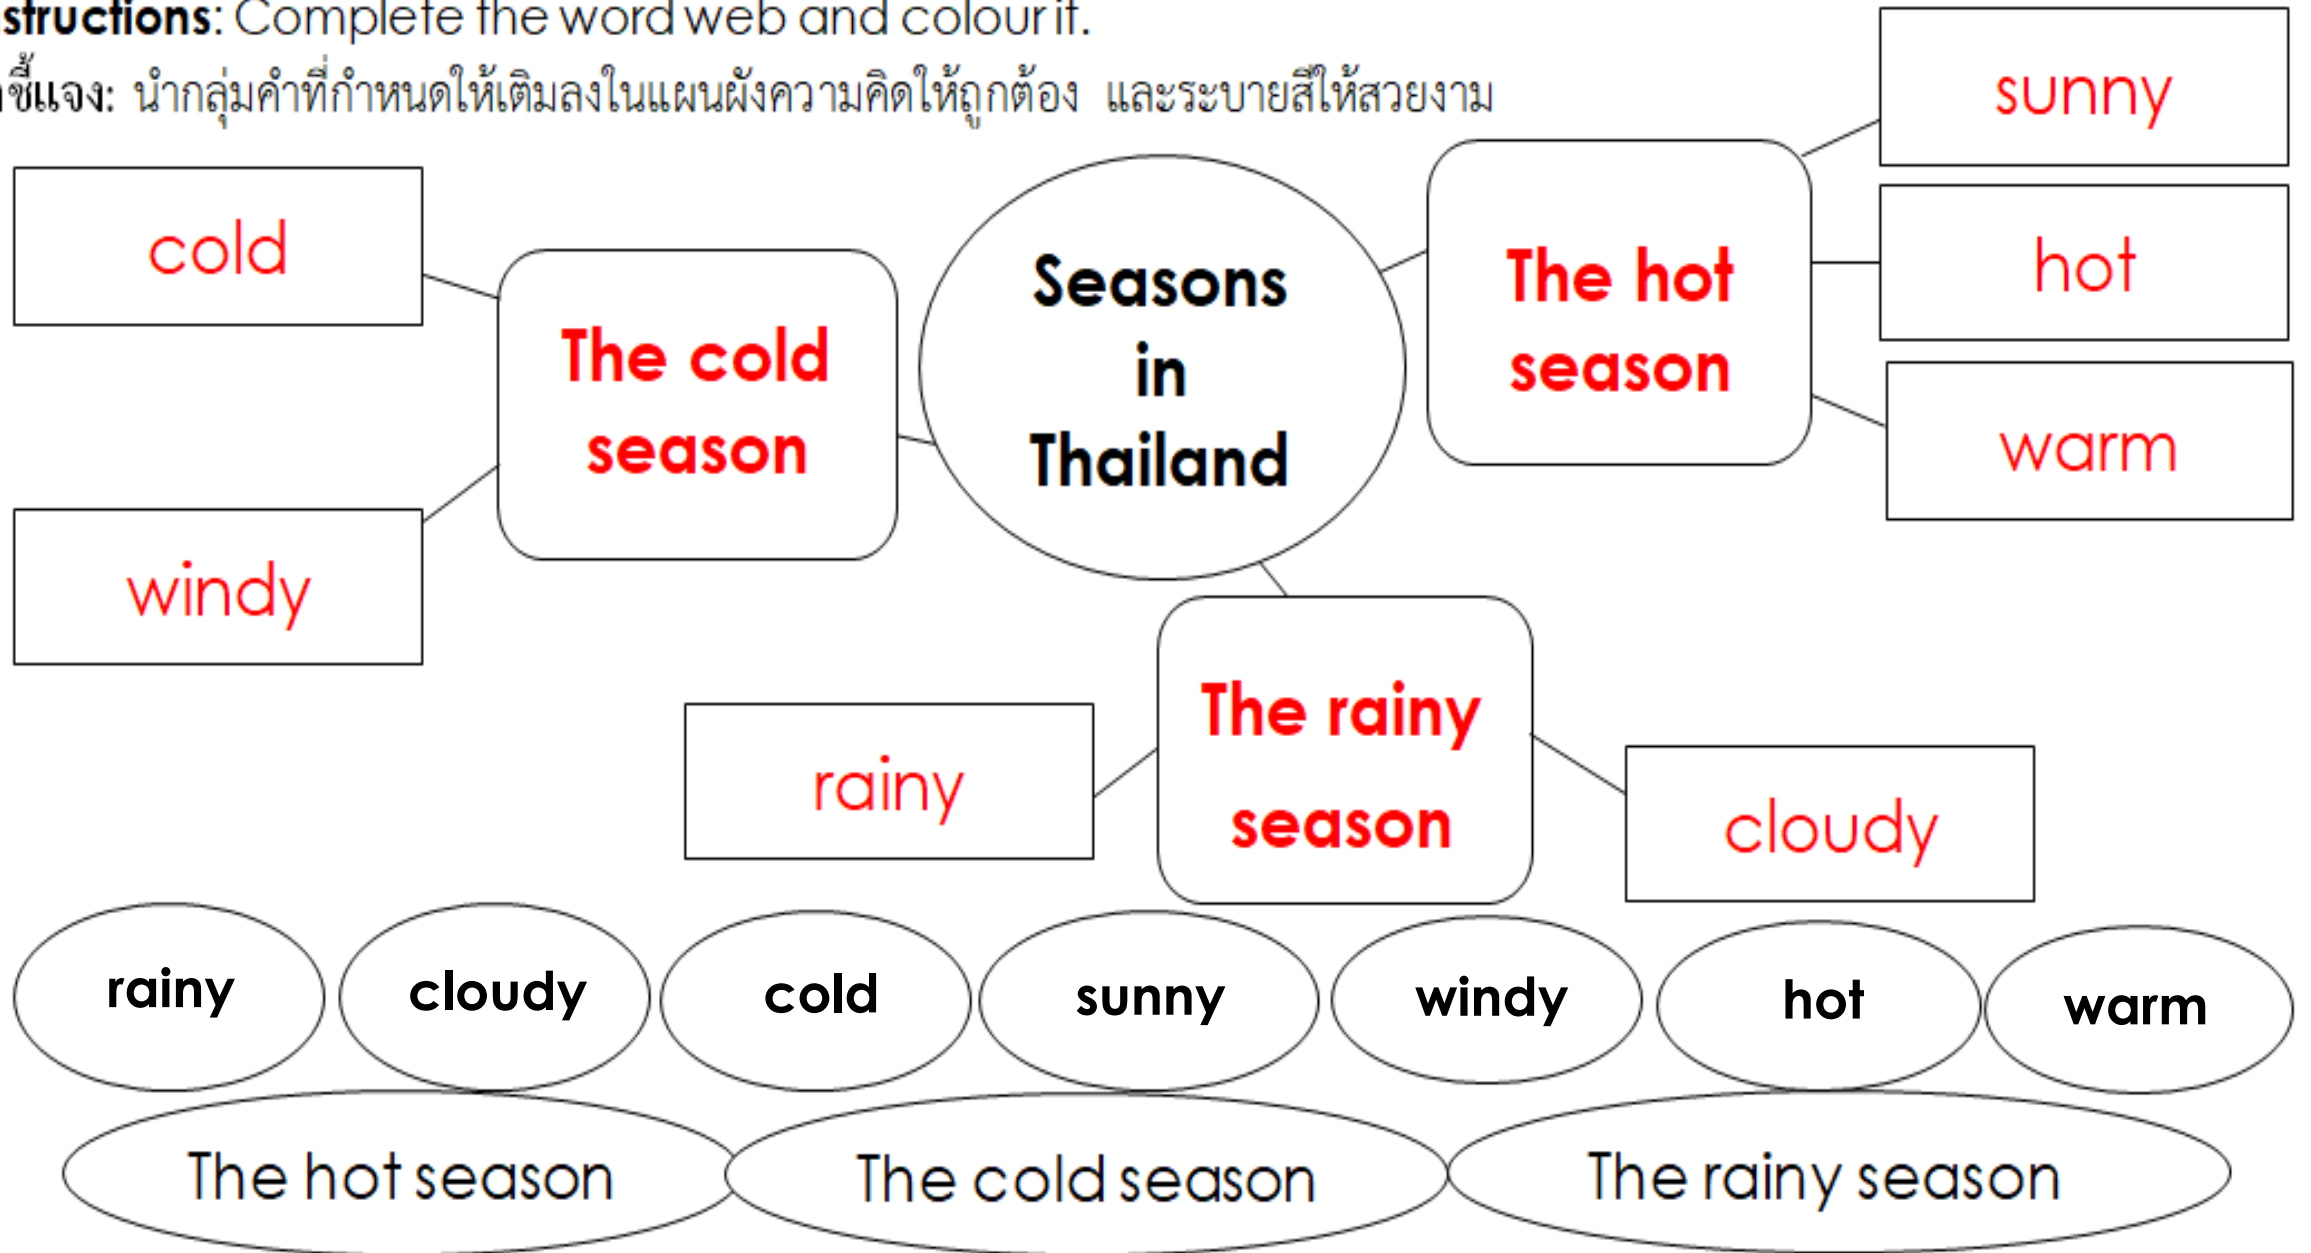 structions: Complete the word web and colour it.
ชี้แจง: นำกลุ่มคำที่กำหนดให้เติมลงในแผนผังความคิดให้ถูกต้อง และระบายสีให้สวยงาม
sunny
cold
Seasons
in
Thailand
The hot
season
hot
The cold
season
warm
windy
The rainy
season
rainy
cloudy
rainy
cloudy
cold
sunny
windy
hot
warm
The hot season
The cold season
The rainy season